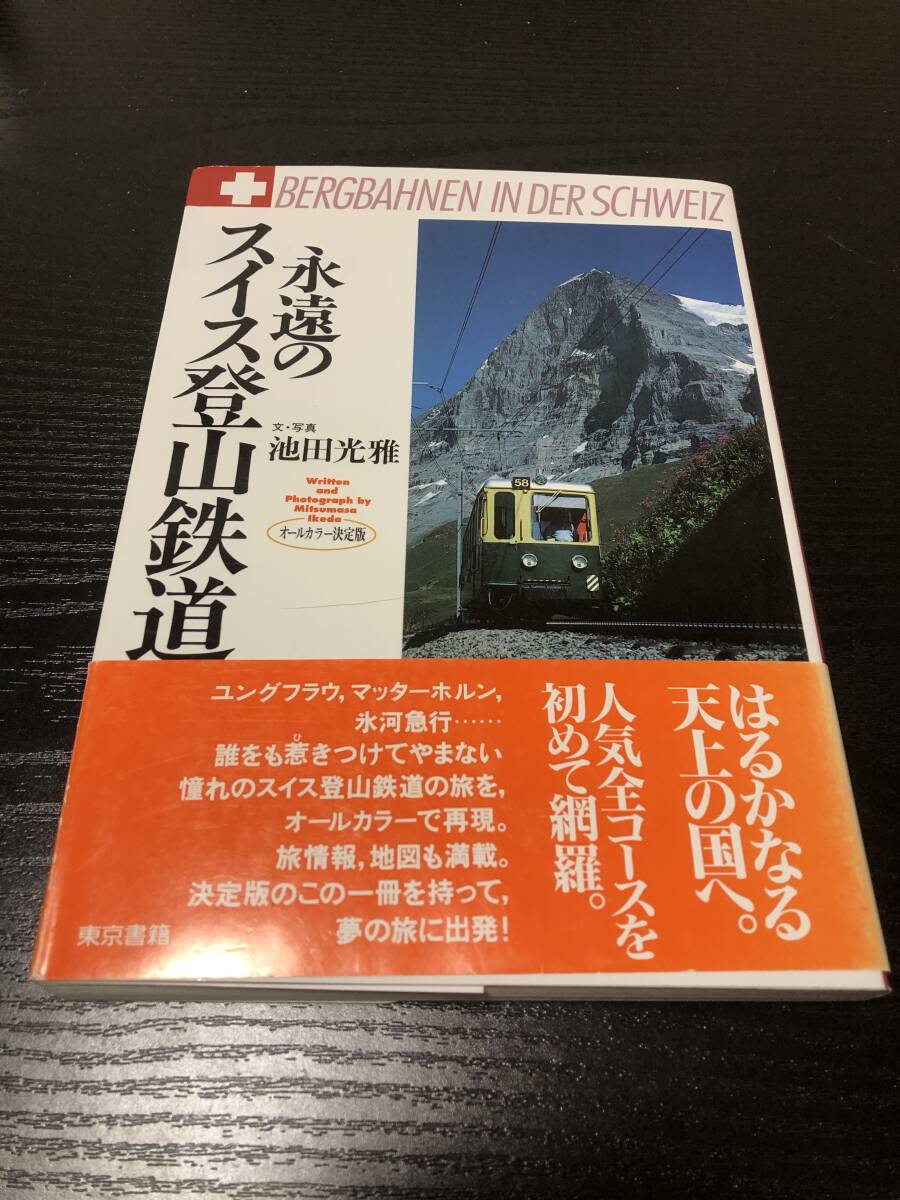 BERGBAHNEN IN DER SCHWEIZ
永遠の
スイス登山鉄道
文・写真
池田光雅
Written
and
Photograph by
Mitsumasa
Ikeda
オールカラー決定版
58
はるかなる
天上の国へ。
人気全コースを
初めて網羅。
ユングフラウ,マッターホルン,
氷河急行……
誰をも惹きつけてやまない
ひ
憧れのスイス登山鉄道の旅を,
オールカラーで再現。
旅情報,地図も満載。
決定版のこの一冊を持って,
夢の旅に出発!
東京書籍